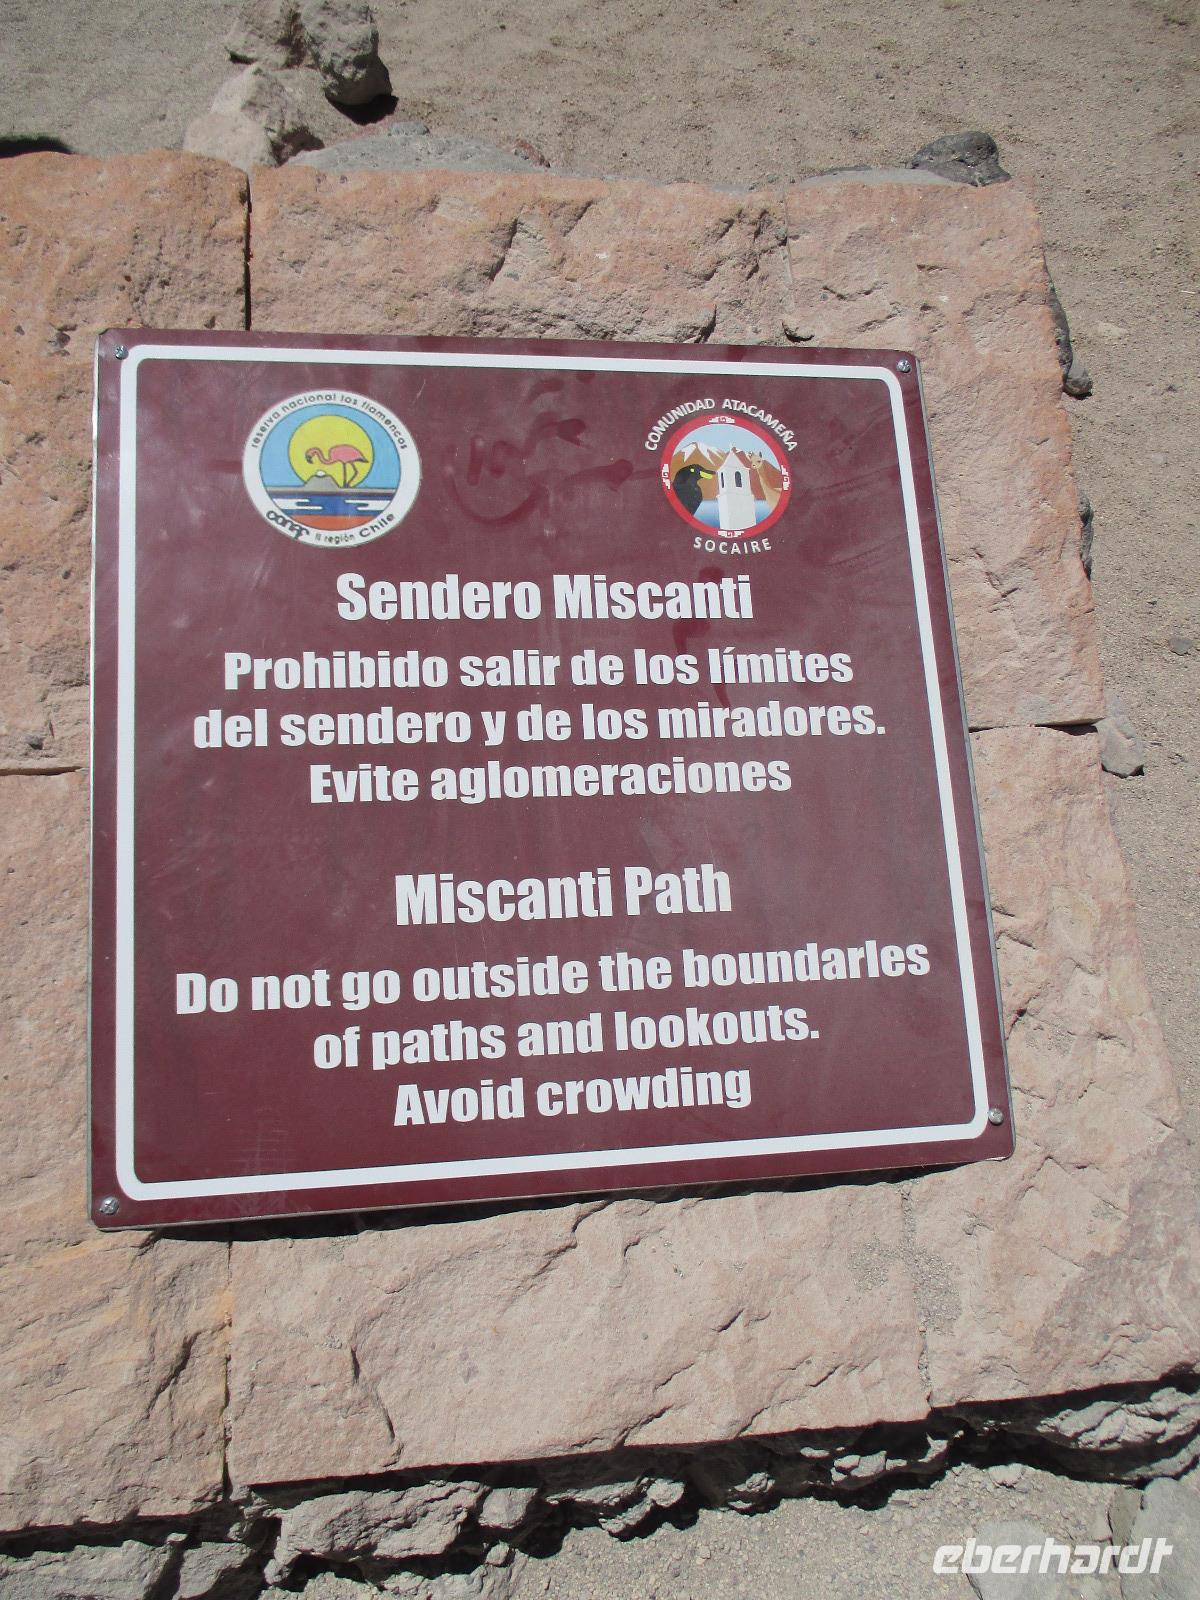 reserva nacional los flamencos
conaf II región Chile
COMUNIDAD ATACAMEÑA
SOCAIRE
Sendero Miscanti
Prohibido salir de los límites
del sendero y de los miradores.
Evite aglomeraciones
Miscanti Path
Do not go outside the boundarles
of paths and lookouts.
Avoid crowding
eberhardt